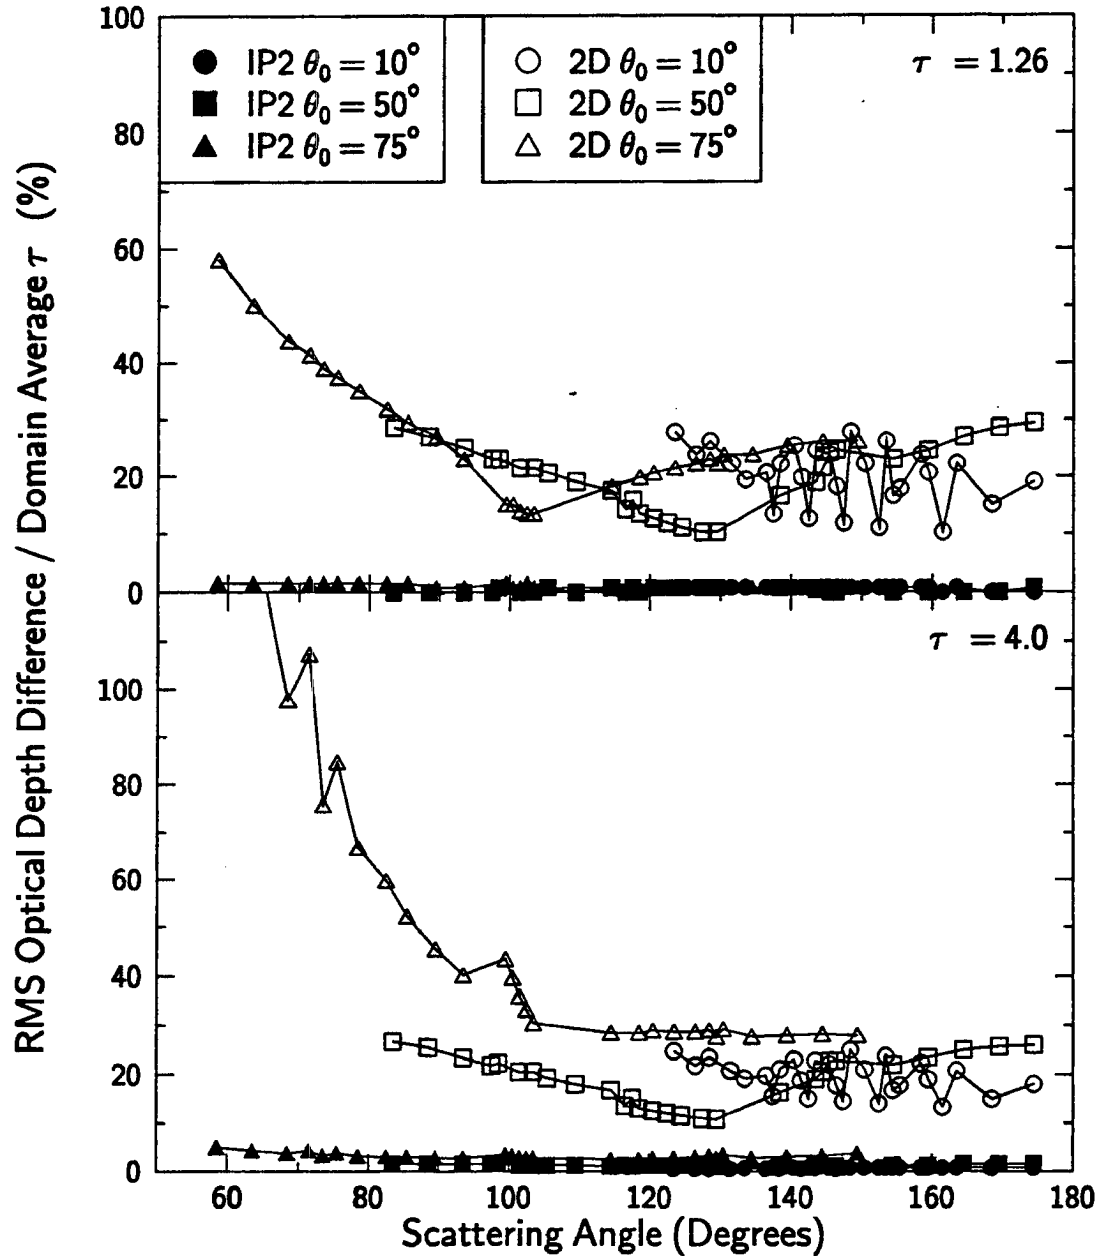 RMS Optical Depth Difference / Domain Average τ (%)
100
80
60
40
20
0
IP2 θ₀ = 10°
IP2 θ₀ = 50°
IP2 θ₀ = 75°
2D θ₀ = 10°
2D θ₀ = 50°
2D θ₀ = 75°
τ = 1.26
100
80
60
40
20
0
τ = 4.0
60 80 100 120 140 160 180
Scattering Angle (Degrees)